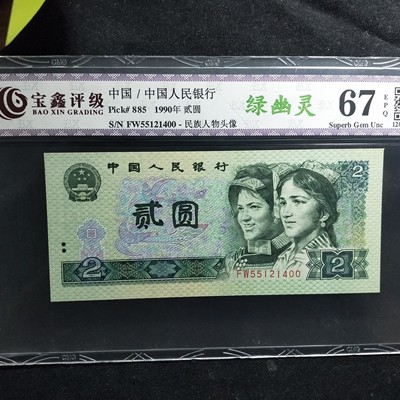 宝鑫评级
BAO XIN GRADING
中国 / 中国人民银行
Pick# 885 1990年 贰圆
S/N FW55121400 - 民族人物头像
绿幽灵
67
EPQ
Superb Gem Unc
中国人民银行
2
贰圆
2
2
FW55121400